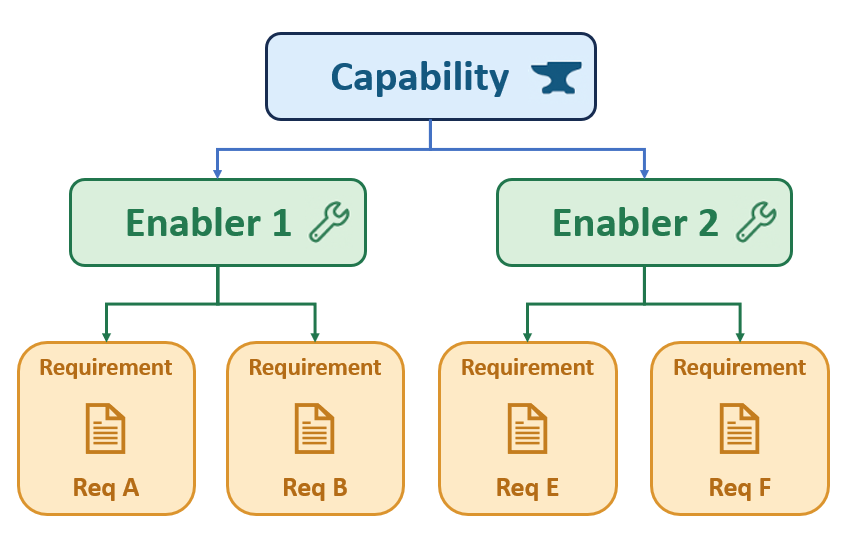 Capability
Enabler 1
Enabler 2
Requirement
Req A
Requirement
Req B
Requirement
Req E
Requirement
Req F